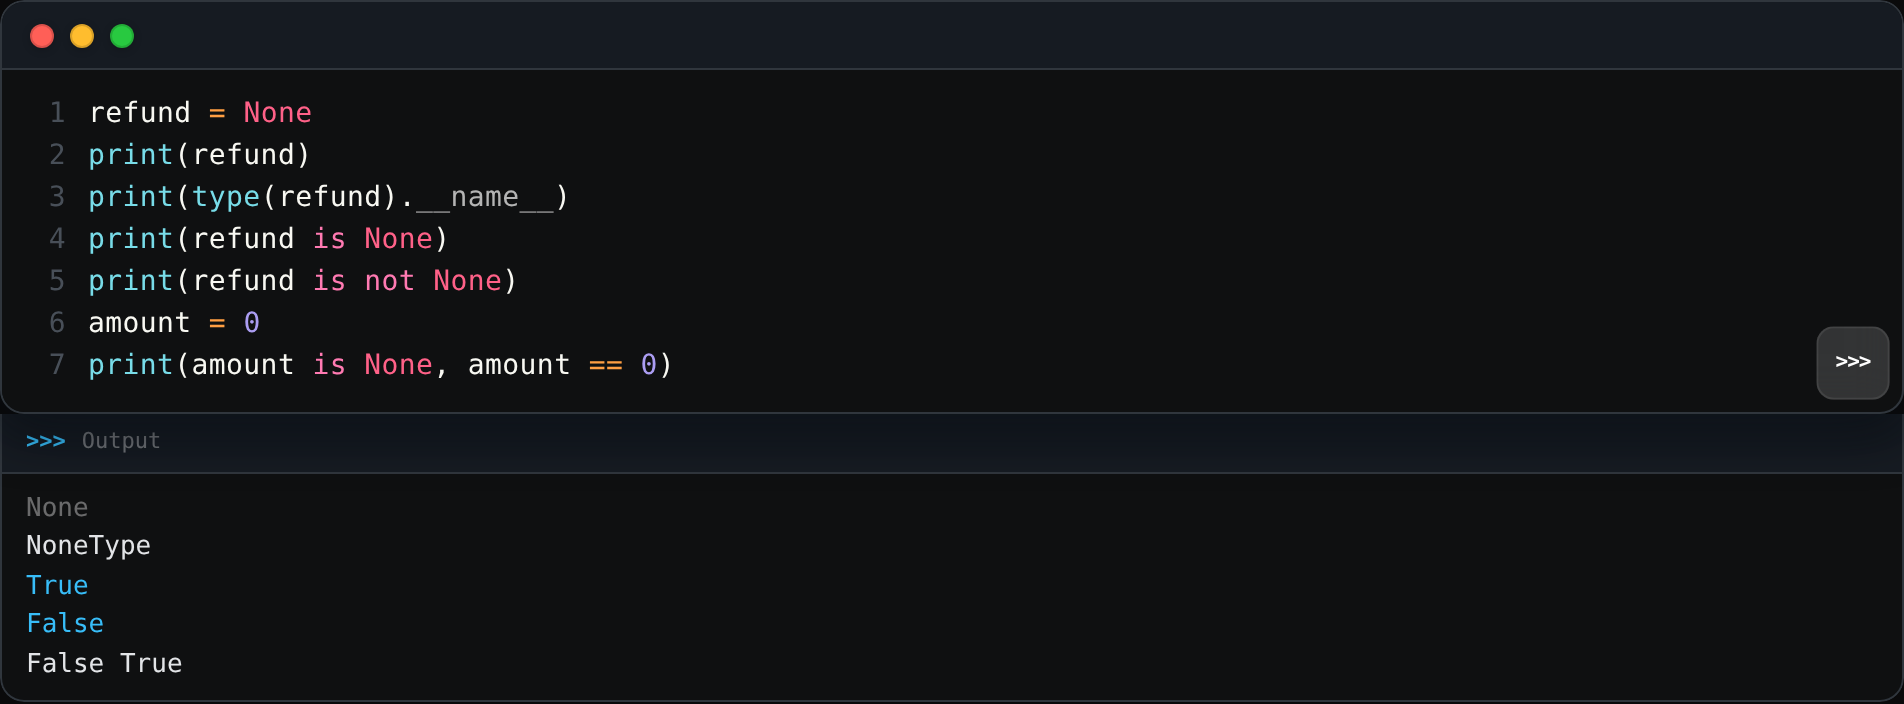 1 refund = None
2 print(refund)
3 print(type(refund).__name__)
4 print(refund is None)
5 print(refund is not None)
6 amount = 0
7 print(amount is None, amount == 0)
>>>
>>> Output
None
NoneType
True
False
False True